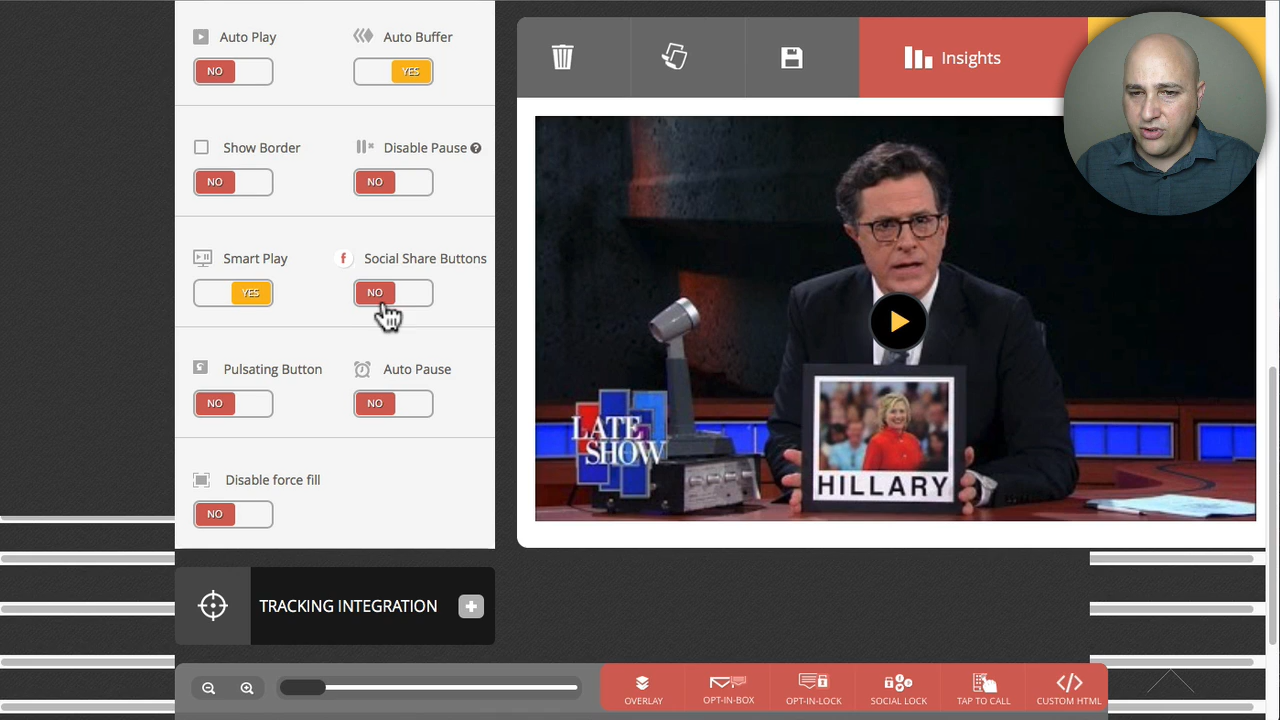 Auto Play
Auto Buffer
NO
YES
Show Border
Disable Pause ?
NO
NO
Smart Play
f Social Share Buttons
YES
NO
Pulsating Button
Auto Pause
NO
NO
Disable force fill
NO
TRACKING INTEGRATION
Insights
LATE
SHOW
HILLARY
OVERLAY
OPT-IN-BOX
OPT-IN-LOCK
SOCIAL LOCK
TAP TO CALL
CUSTOM HTML